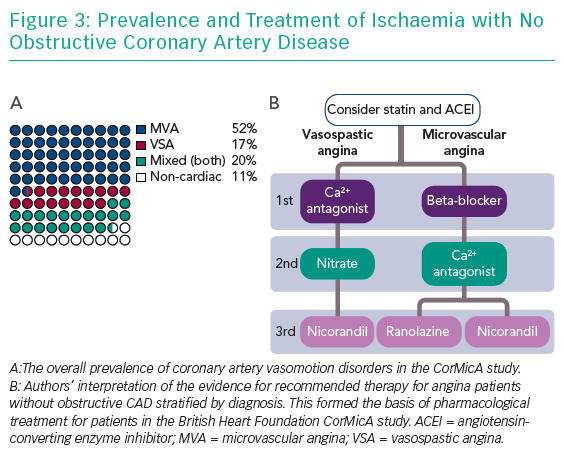 Figure 3: Prevalence and Treatment of Ischaemia with No
Obstructive Coronary Artery Disease
A
MVA 52%
VSA 17%
Mixed (both) 20%
Non-cardiac 11%
B
Consider statin and ACEI
Vasospastic
angina
Microvascular
angina
1st
Ca²⁺
antagonist
Beta-blocker
2nd
Nitrate
Ca²⁺
antagonist
3rd
Nicorandil
Ranolazine
Nicorandil
A:The overall prevalence of coronary artery vasomotion disorders in the CorMicA study.
B: Authors' interpretation of the evidence for recommended therapy for angina patients
without obstructive CAD stratified by diagnosis. This formed the basis of pharmacological
treatment for patients in the British Heart Foundation CorMicA study. ACEI = angiotensin-
converting enzyme inhibitor; MVA = microvascular angina; VSA = vasospastic angina.